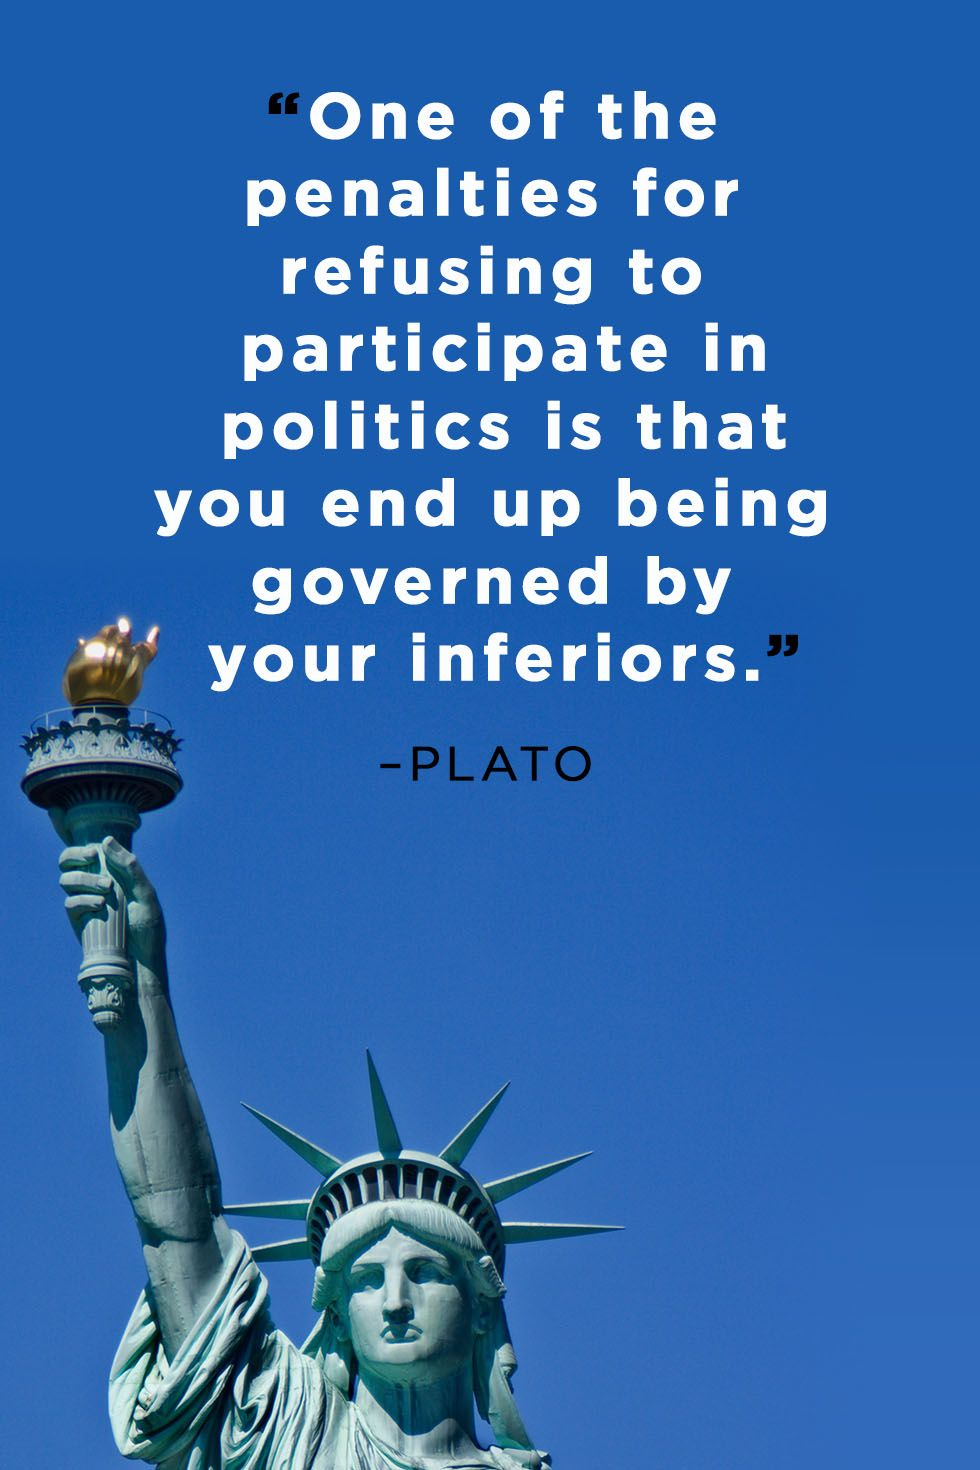 “One of the
penalties for
refusing to
participate in
politics is that
you end up being
governed by
your inferiors.”
–PLATO